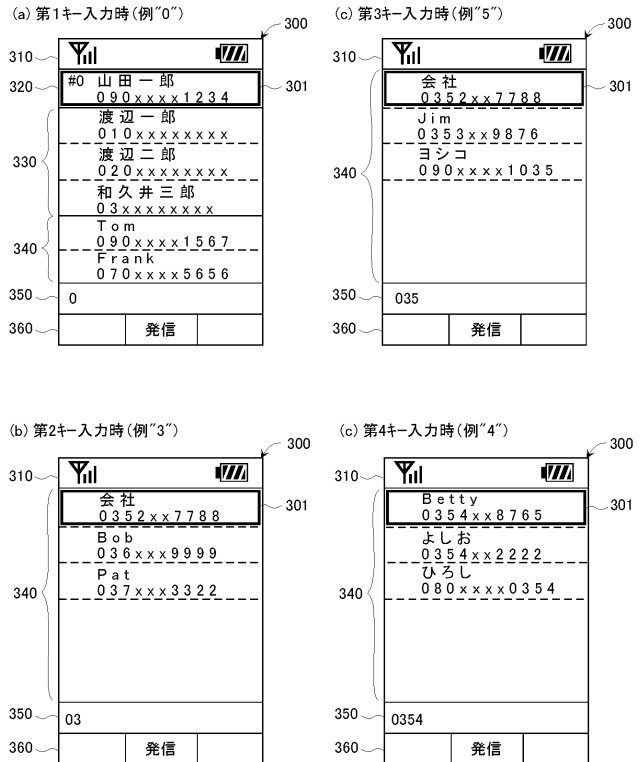 (a) 第1キー入力時(例"0")
300
310
320
#0 山田一郎
090xxxx1234
301
渡辺一郎
010xxxxxxxx
330
渡辺二郎
020xxxxxxxx
和久井三郎
03xxxxxxxx
340
Tom
090xxxx1567
Frank
070xxxx5656
350
0
360
発信
(c) 第3キー入力時(例"5")
300
310
会社
0352xx7788
301
Jim
0353xx9876
340
ヨシコ
090xxxx1035
350
035
360
発信
(b) 第2キー入力時(例"3")
300
310
会社
0352xx7788
301
Bob
036xxx9999
Pat
037xxx3322
340
350
03
360
発信
(c) 第4キー入力時(例"4")
300
310
Betty
0354xx8765
301
よしお
0354xx2222
ひろし
080xxxx0354
340
350
0354
360
発信